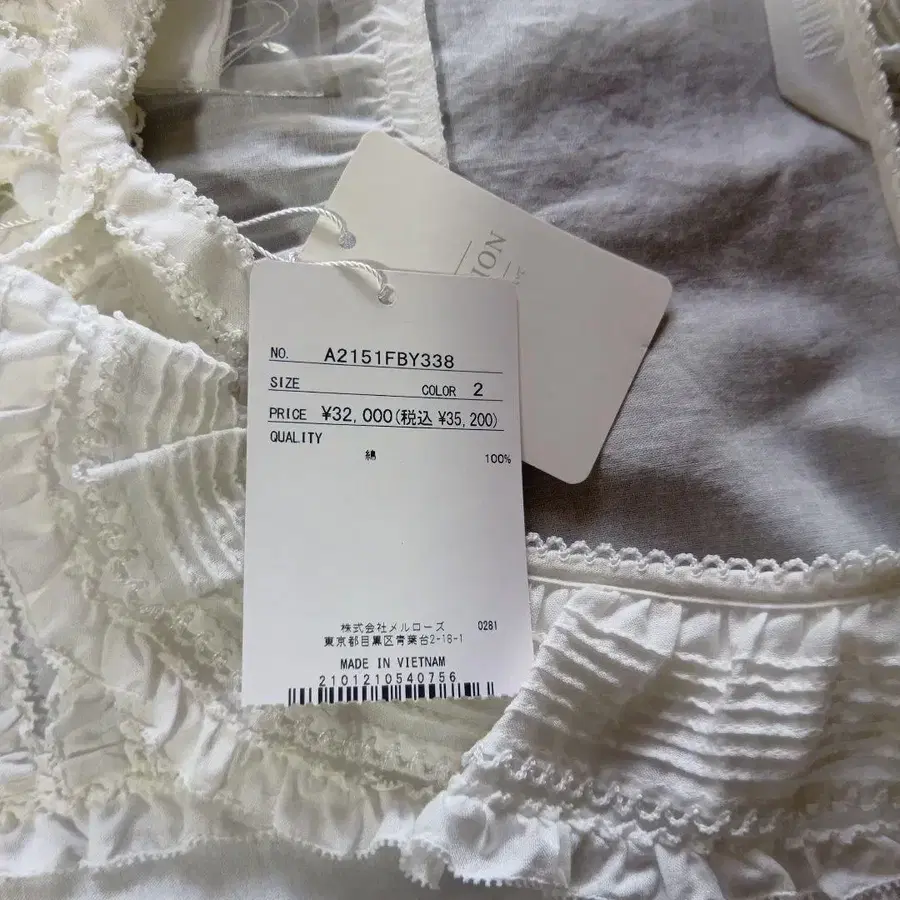 NO. A2151FBY338
SIZE COLOR 2
PRICE ¥32,000(税込 ¥35,200)
QUALITY
綿 100%
株式会社メルローズ 0281
東京都目黒区青葉台2-16-1
MADE IN VIETNAM
2101210540756
ION